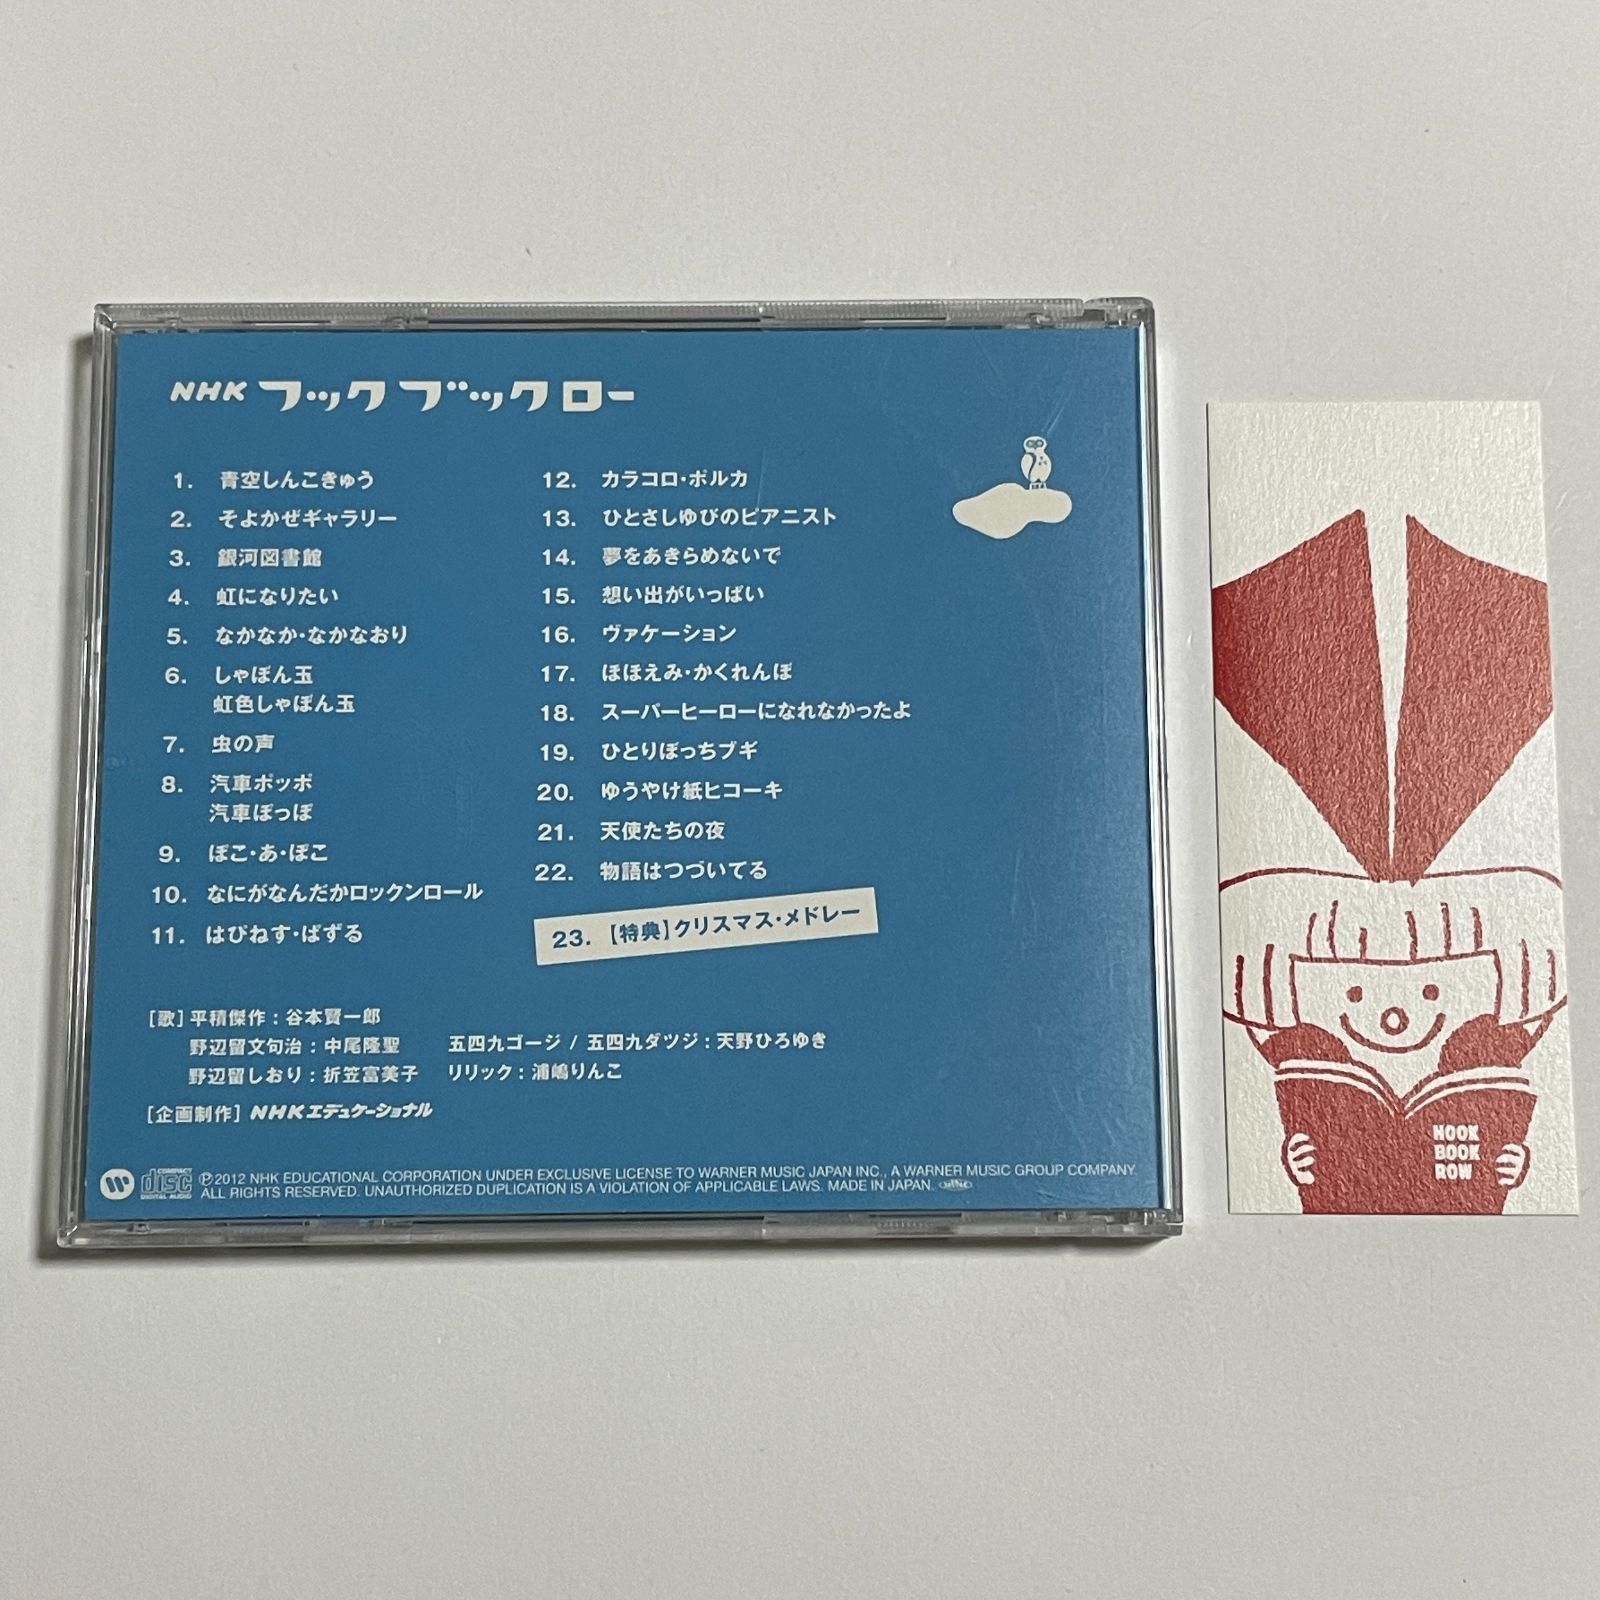 NHK フック ブック ロー
1. 青空しんこきゅう
2. そよかぜギャラリー
3. 銀河図書館
4. 虹になりたい
5. なかなか・なかなおり
6. しゃぼん玉
虹色しゃぼん玉
7. 虫の声
8. 汽車ポッポ
汽車ぽっぽ
9. ぽこ・あ・ぽこ
10. なにがなんだかロックンロール
11. はぴねす・ぱずる
12. カラコロ・ポルカ
13. ひとさしゆびのピアニスト
14. 夢をあきらめないで
15. 想い出がいっぱい
16. ヴァケーション
17. ほほえみ・かくれんぼ
18. スーパーヒーローになれなかったよ
19. ひとりぼっちブギ
20. ゆうやけ紙ヒコーキ
21. 天使たちの夜
22. 物語はつづいてる
23. 【特典】クリスマス・メドレー
[歌] 平積傑作:谷本賢一郎
野辺留文句治:中尾隆聖 五四九ゴージ / 五四九ダツジ:天野ひろゆき
野辺留しおり:折笠富美子 リリック:浦嶋りんこ
[企画制作] NHKエデュケーショナル
COMPACT
disc
DIGITAL AUDIO
℗2012 NHK EDUCATIONAL CORPORATION UNDER EXCLUSIVE LICENSE TO WARNER MUSIC JAPAN INC., A WARNER MUSIC GROUP COMPANY.
ALL RIGHTS RESERVED. UNAUTHORIZED DUPLICATION IS A VIOLATION OF APPLICABLE LAWS. MADE IN JAPAN.
HOOK
BOOK
ROW